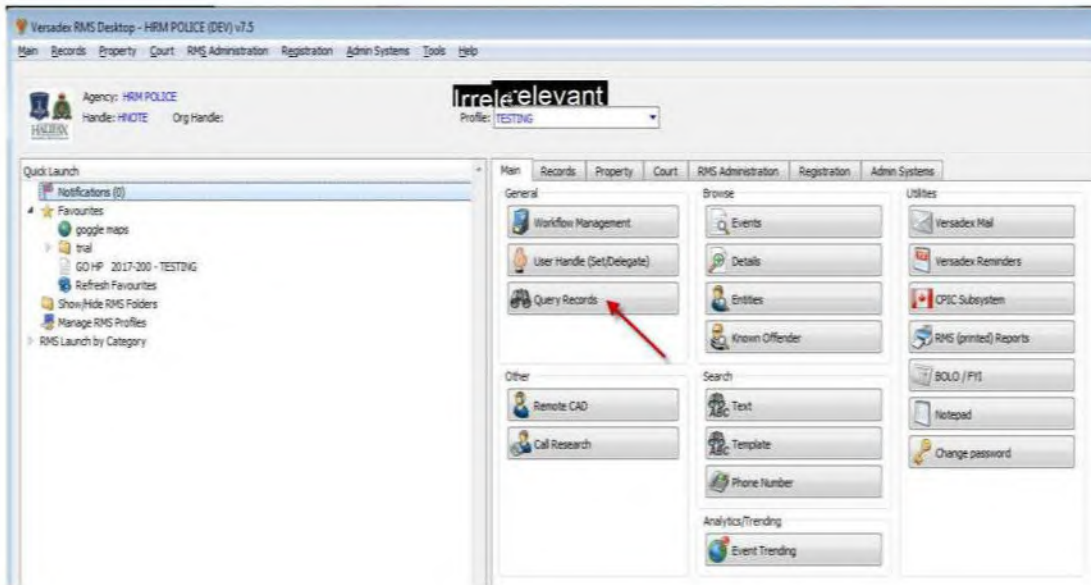 Versadex RMS Desktop - HRM POLICE (DEV) v7.5
Main Records Property Court RMS Administration Registration Admin Systems Tools Help
HALIFAX
Agency: HRM POLICE
Handle: HNOTE Org Handle:
Irrele
relevant
Profile: TESTING
Quick Launch
Notifications (0)
Favourites
goggle maps
trial
GO HP 2017-200 - TESTING
Refresh Favourites
Show/Hide RMS Folders
Manage RMS Profiles
RMS Launch by Category
Main Records Property Court RMS Administration Registration Admin Systems
General
Workflow Management
User Handle (Set/Delegate)
Query Records
Other
Remote CAD
Call Research
Browse
Events
Details
Entities
Known Offender
Search
ABC Text
ABC Template
Phone Number
Analytics/Trending
Event Trending
Utilities
Versadex Mail
Versadex Reminders
CPIC Subsystem
RMS (printed) Reports
BOLO / FYI
Notepad
Change password